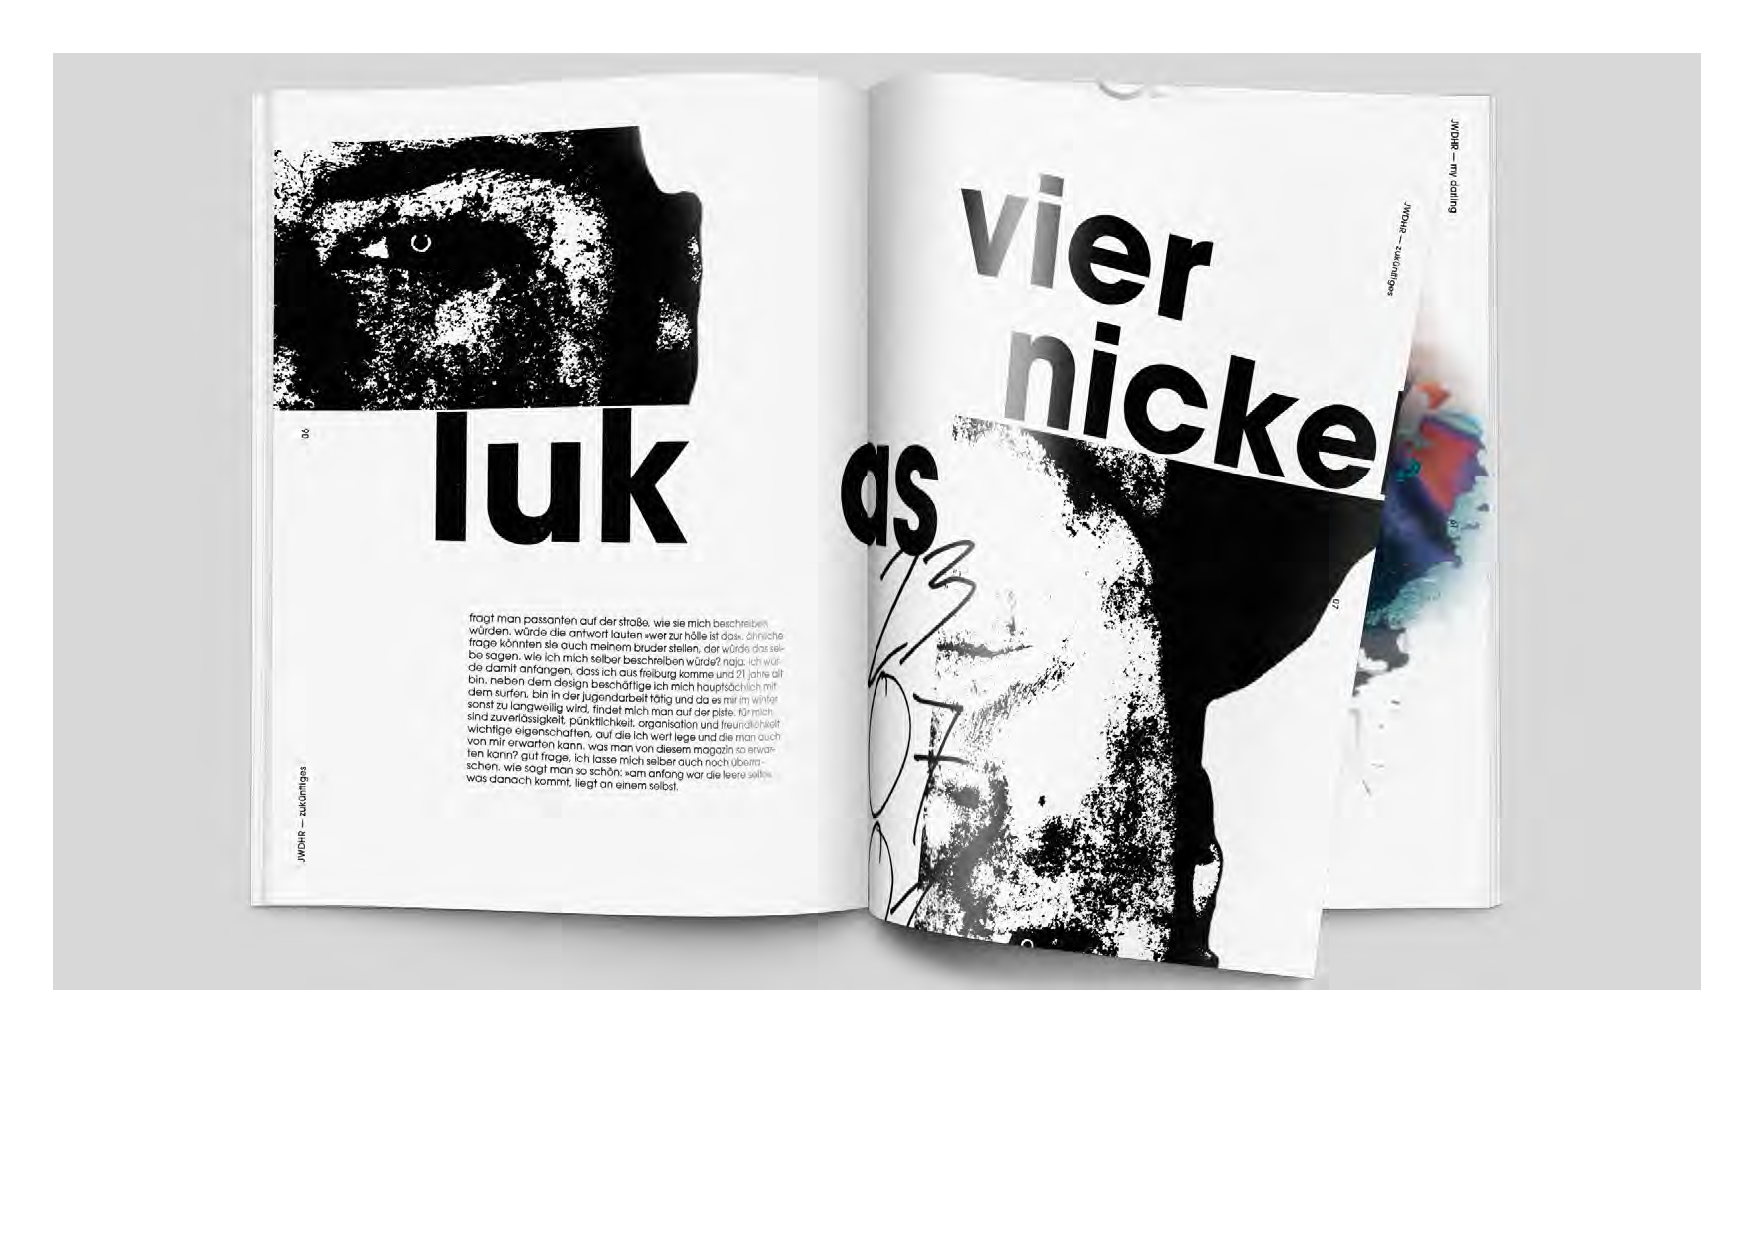 luk
as
vier
nickel
fragt man passanten auf der straße, wie sie mich beschreiben
würden, würde die antwort lauten »wer zur hölle ist das«. ähnliche
frage könnten sie auch meinem bruder stellen, der würde das sel-
be sagen. wie ich mich selber beschreiben würde? naja, ich wür-
de damit anfangen, dass ich aus freiburg komme und 21 jahre alt
bin. neben dem design beschäftige ich mich hauptsächlich mit
dem surfen, bin in der jugendarbeit tätig und da es mir im winter
sonst zu langweilig wird, findet mich man auf der piste. für mich
sind zuverlässigkeit, pünktlichkeit, organisation und freundlichkeit
wichtige eigenschaften, auf die ich wert lege und die man auch
von mir erwarten kann. was man von diesem magazin so erwar-
ten kann? gut frage, ich lasse mich selber auch noch überra-
schen. wie sagt man so schön: »am anfang war die leere seite«
was danach kommt, liegt an einem selbst.
06
JWDHR — zukünftiges
23
07
JWDHR — zukünftiges
07
JWDHR — my darling